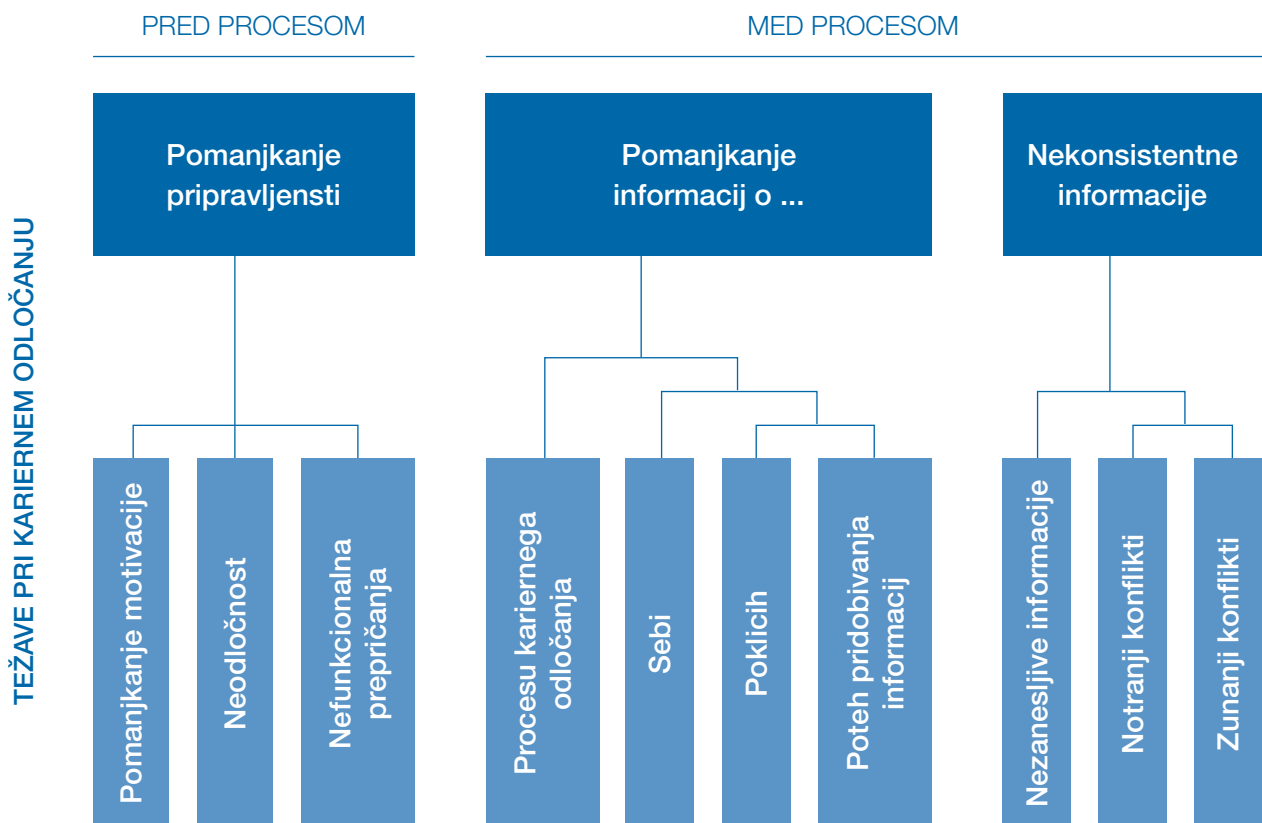 PRED PROCESOM
MED PROCESOM
TEŽAVE PRI KARIERNEM ODLOČANJU
Pomanjkanje
pripravljensti
Pomanjkanje
informacij o ...
Nekonsistentne
informacije
Pomanjkanje motivacije
Neodločnost
Nefunkcionalna
prepričanja
Procesu kariernega
odločanja
Sebi
Poklicih
Poteh pridobivanja
informacij
Nezanesljive informacije
Notranji konflikti
Zunanji konflikti